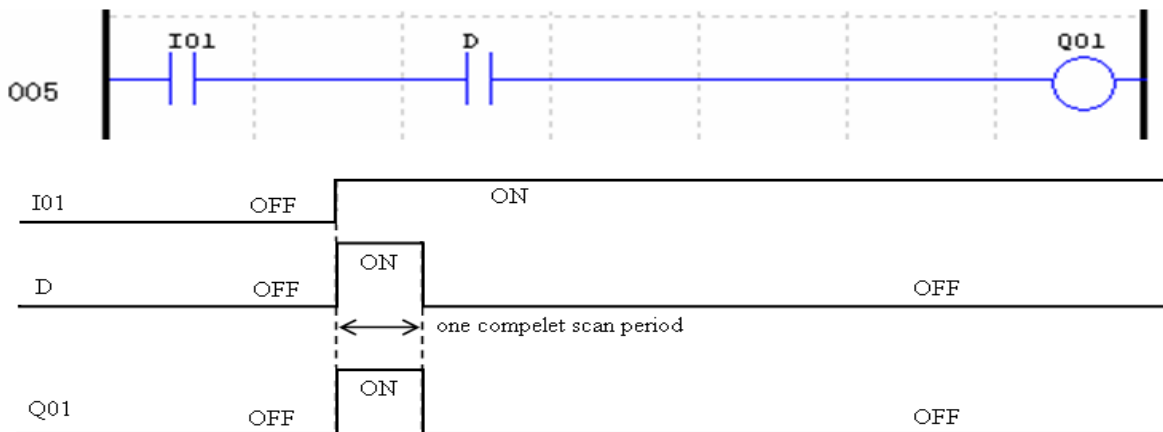 I01 D Q01
005
I01 OFF ON
ON
D OFF OFF
one compelet scan period
ON
Q01 OFF OFF